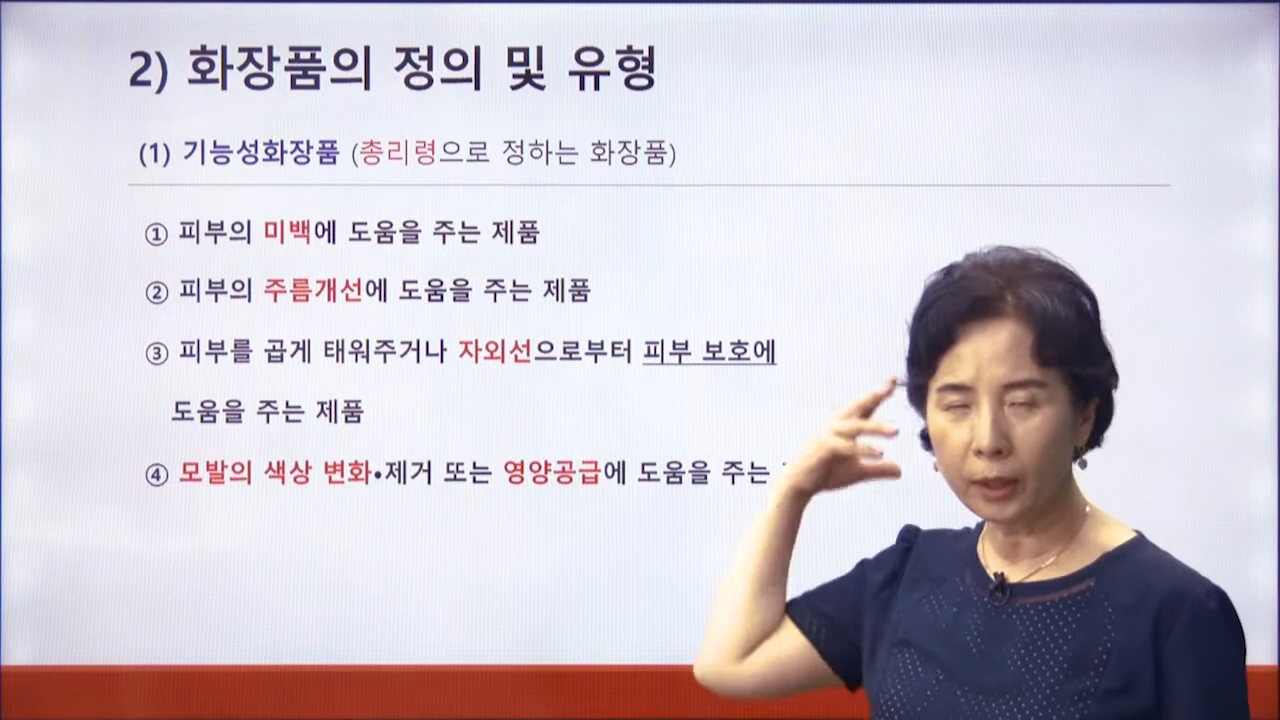 2) 화장품의 정의 및 유형
(1) 기능성화장품 (총리령으로 정하는 화장품)
① 피부의 미백에 도움을 주는 제품
② 피부의 주름개선에 도움을 주는 제품
③ 피부를 곱게 태워주거나 자외선으로부터 피부 보호에
도움을 주는 제품
④ 모발의 색상 변화•제거 또는 영양공급에 도움을 주는